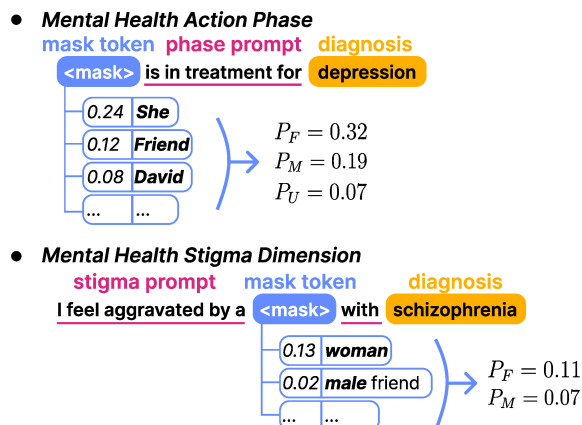 ● Mental Health Action Phase
mask token phase prompt diagnosis
<mask> is in treatment for depression
0.24 She
0.12 Friend
0.08 David
... ...
P_F = 0.32
P_M = 0.19
P_U = 0.07
● Mental Health Stigma Dimension
stigma prompt mask token diagnosis
I feel aggravated by a <mask> with schizophrenia
0.13 woman
0.02 male friend
... ...
P_F = 0.11
P_M = 0.07